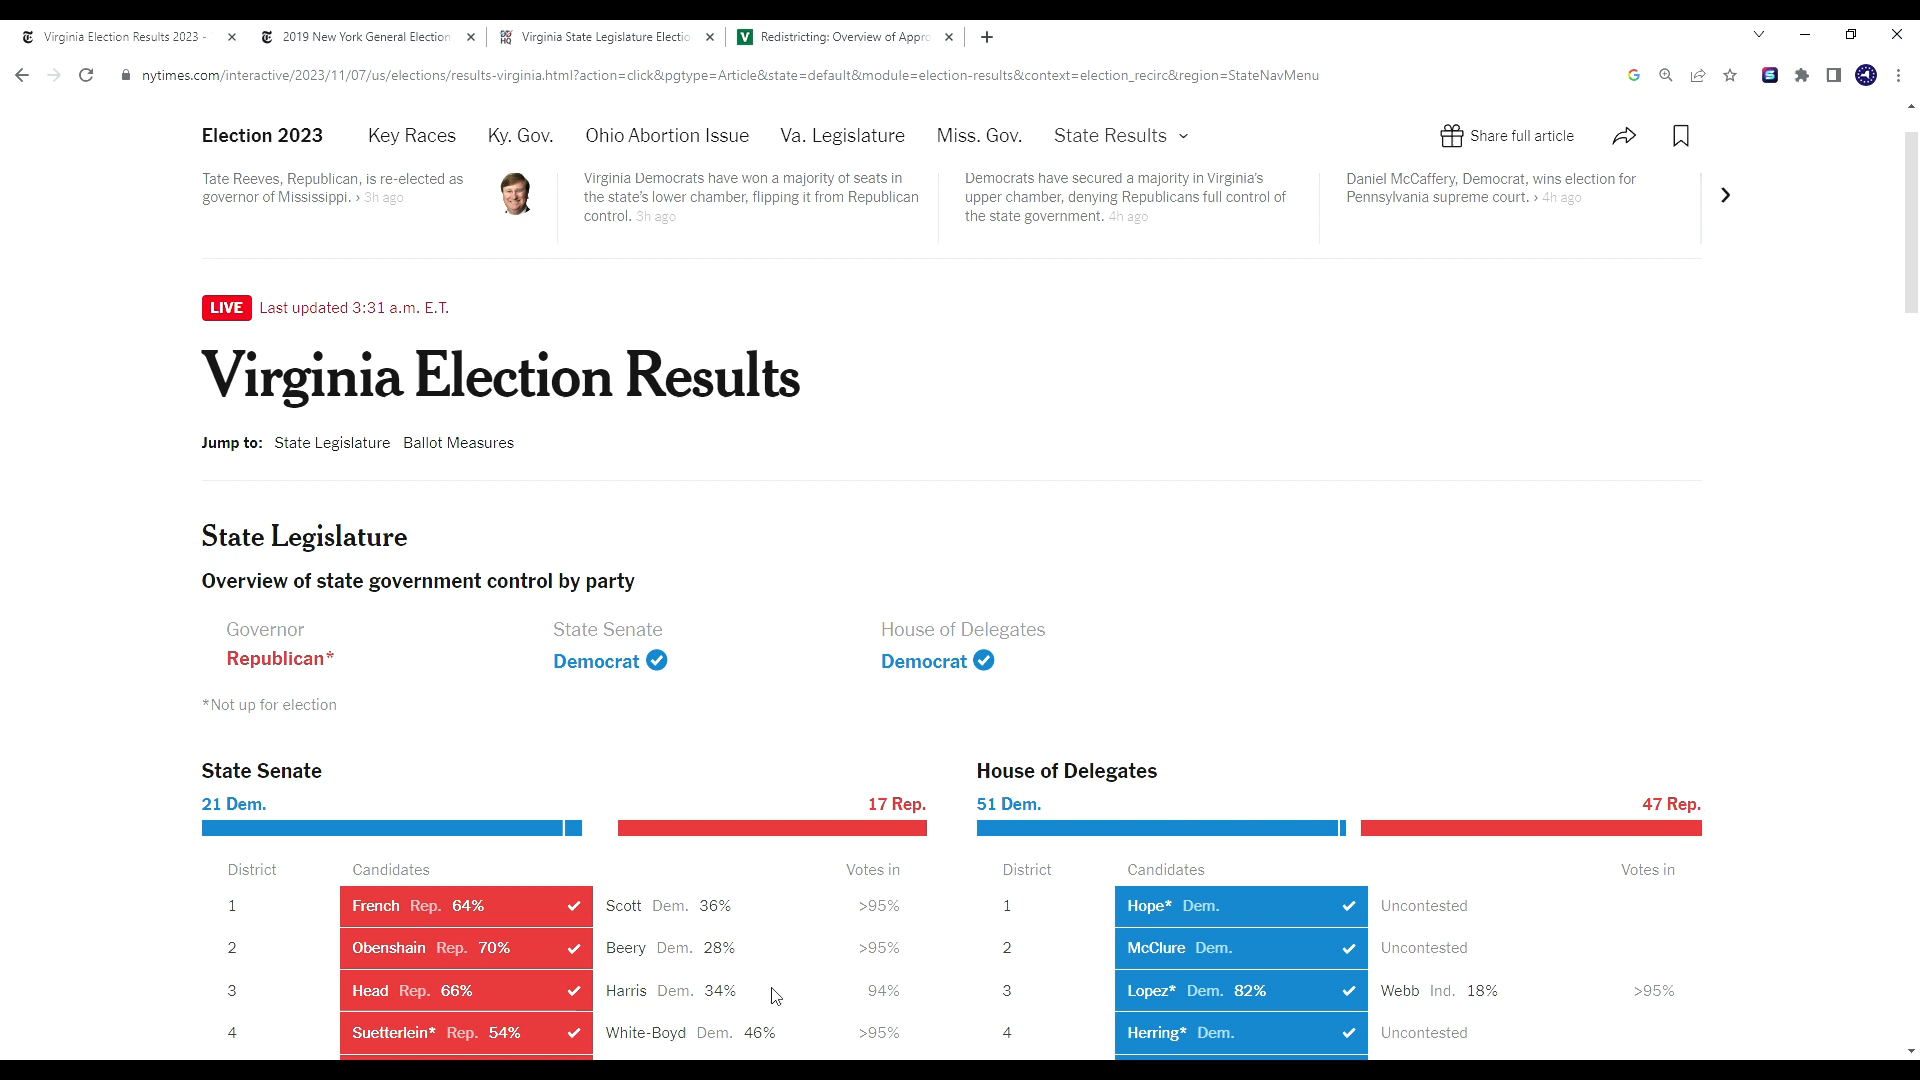 Virginia Election Results 2023 -
2019 New York General Election
Virginia State Legislature Electio
Redistricting: Overview of Appro
nytimes.com/interactive/2023/11/07/us/elections/results-virginia.html?action=click&pgtype=Article&state=default&module=election-results&context=election_recirc&region=StateNavMenu
Election 2023 Key Races Ky. Gov. Ohio Abortion Issue Va. Legislature Miss. Gov. State Results Share full article
Tate Reeves, Republican, is re-elected as
governor of Mississippi. › 3h ago
Virginia Democrats have won a majority of seats in
the state's lower chamber, flipping it from Republican
control. 3h ago
Democrats have secured a majority in Virginia's
upper chamber, denying Republicans full control of
the state government. 4h ago
Daniel McCaffery, Democrat, wins election for
Pennsylvania supreme court. › 4h ago
LIVE Last updated 3:31 a.m. E.T.
Virginia Election Results
Jump to: State Legislature Ballot Measures
State Legislature
Overview of state government control by party
Governor State Senate House of Delegates
Republican* Democrat Democrat
*Not up for election
State Senate
21 Dem. 17 Rep.
District Candidates Votes in
1 French Rep. 64% Scott Dem. 36% >95%
2 Obenshain Rep. 70% Beery Dem. 28% >95%
3 Head Rep. 66% Harris Dem. 34% 94%
4 Suetterlein* Rep. 54% White-Boyd Dem. 46% >95%
House of Delegates
51 Dem. 47 Rep.
District Candidates Votes in
1 Hope* Dem. Uncontested
2 McClure Dem. Uncontested
3 Lopez* Dem. 82% Webb Ind. 18% >95%
4 Herring* Dem. Uncontested